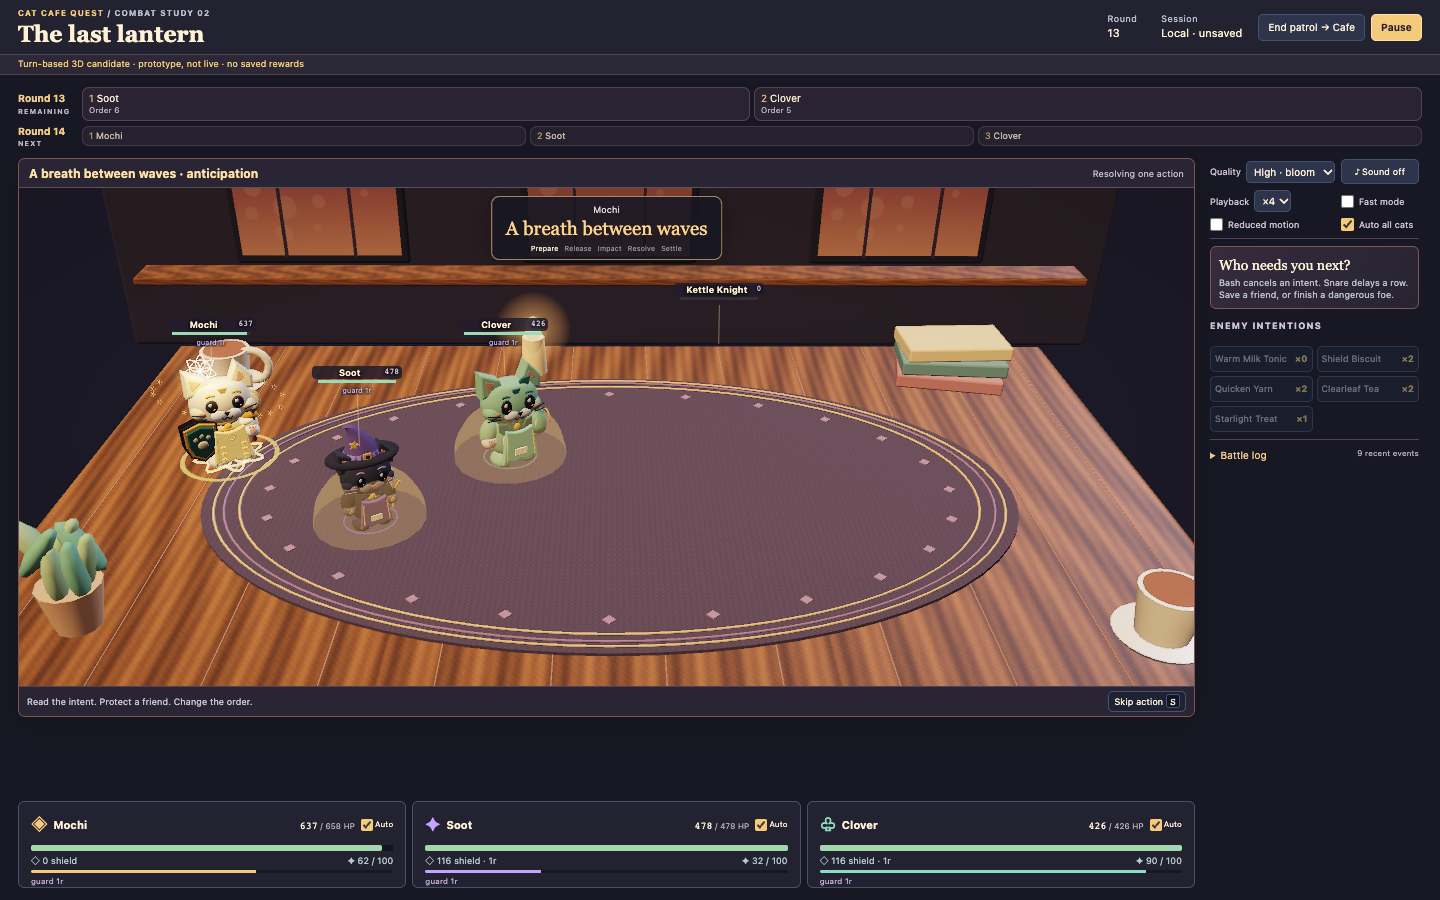 CAT CAFE QUEST / COMBAT STUDY 02
The last lantern
Round
13
Session
Local · unsaved
End patrol → Cafe
Pause
Turn-based 3D candidate · prototype, not live · no saved rewards
Round 13
REMAINING
1 Soot
Order 6
2 Clover
Order 5
Round 14
NEXT
1 Mochi
2 Soot
3 Clover
A breath between waves · anticipation
Resolving one action
Mochi
A breath between waves
Prepare Release Impact Resolve Settle
Kettle Knight 0
Mochi 637
guard 1r
Clover 426
guard 1r
Soot 478
guard 1r
Read the intent. Protect a friend. Change the order.
Skip action S
Quality High · bloom
♪ Sound off
Playback ×4
Fast mode
Reduced motion
Auto all cats
Who needs you next?
Bash cancels an intent. Snare delays a row.
Save a friend, or finish a dangerous foe.
ENEMY INTENTIONS
Warm Milk Tonic ×0
Shield Biscuit ×2
Quicken Yarn ×2
Clearleaf Tea ×2
Starlight Treat ×1
Battle log
9 recent events
Mochi
637 / 658 HP
Auto
0 shield
62 / 100
guard 1r
Soot
478 / 478 HP
Auto
116 shield · 1r
32 / 100
guard 1r
Clover
426 / 426 HP
Auto
116 shield · 1r
90 / 100
guard 1r